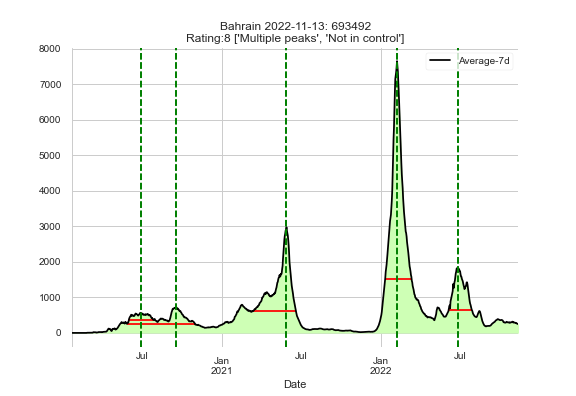 Bahrain 2022-11-13: 693492
Rating:8 ['Multiple peaks', 'Not in control']
Average-7d
8000
7000
6000
5000
4000
3000
2000
1000
0
Jul
Jan
2021
Jul
Jan
2022
Jul
Date